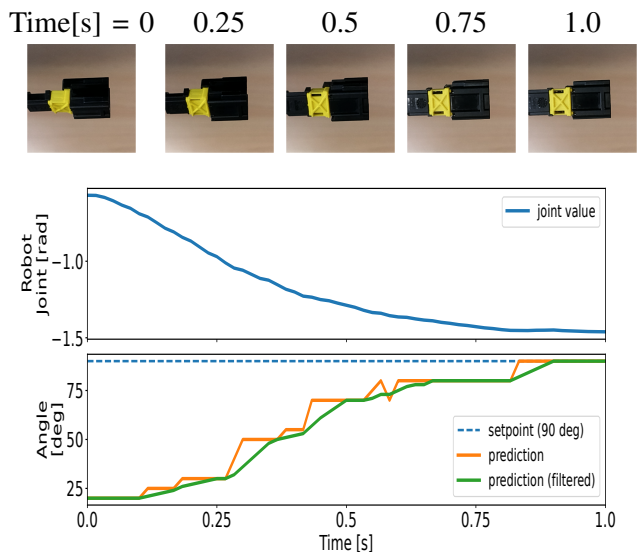 Time[s] = 0 0.25 0.5 0.75 1.0
Robot
Joint [rad]
−1.0
−1.5
joint value
Angle
[deg]
75
50
25
setpoint (90 deg)
prediction
prediction (filtered)
0.0 0.25 0.5 0.75 1.0
Time [s]